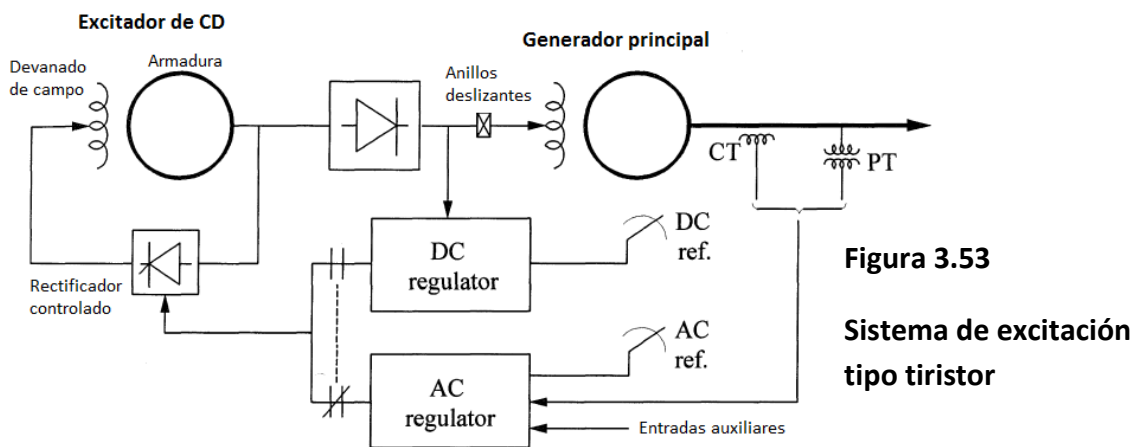 Excitador de CD
Armadura
Devanado
de campo
Generador principal
Anillos
deslizantes
CT
PT
Rectificador
controlado
DC
regulator
DC
ref.
AC
regulator
AC
ref.
Entradas auxiliares
Figura 3.53
Sistema de excitación
tipo tiristor